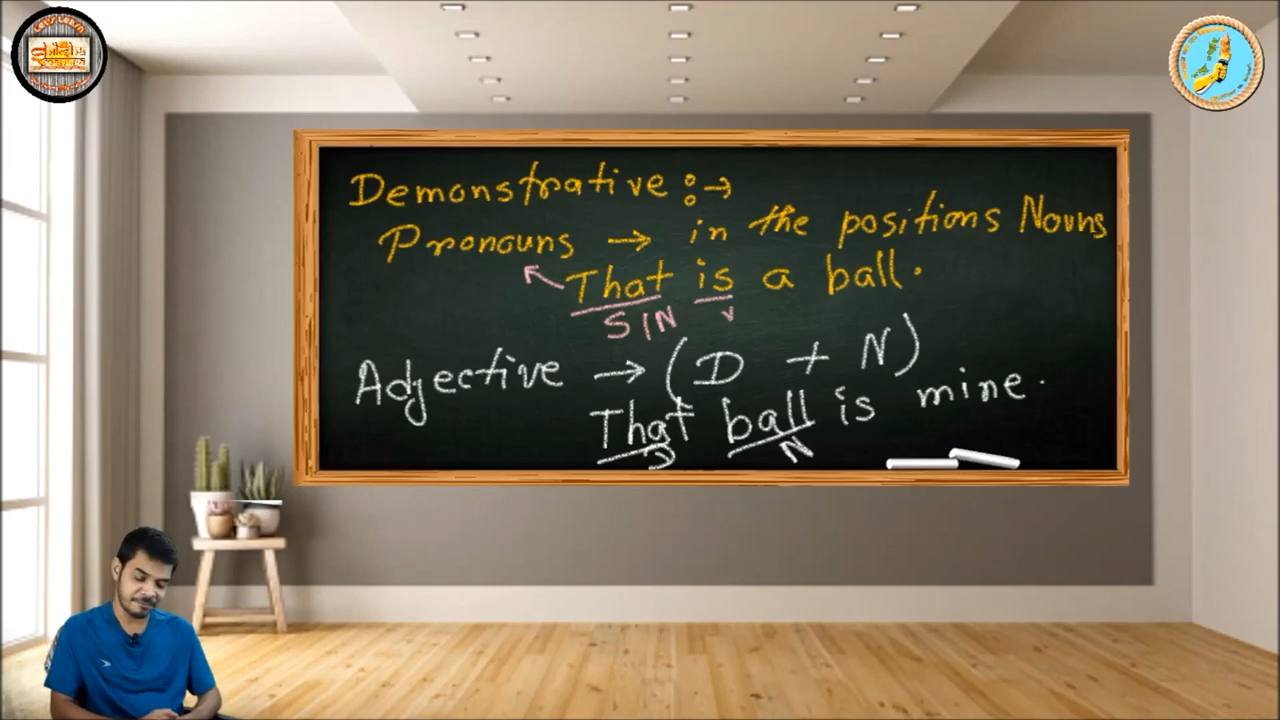 Demonstrative :→
Pronouns → in the positions Nouns
That is a ball.
S/N v
Adjective → (D + N)
That ball is mine.
D N